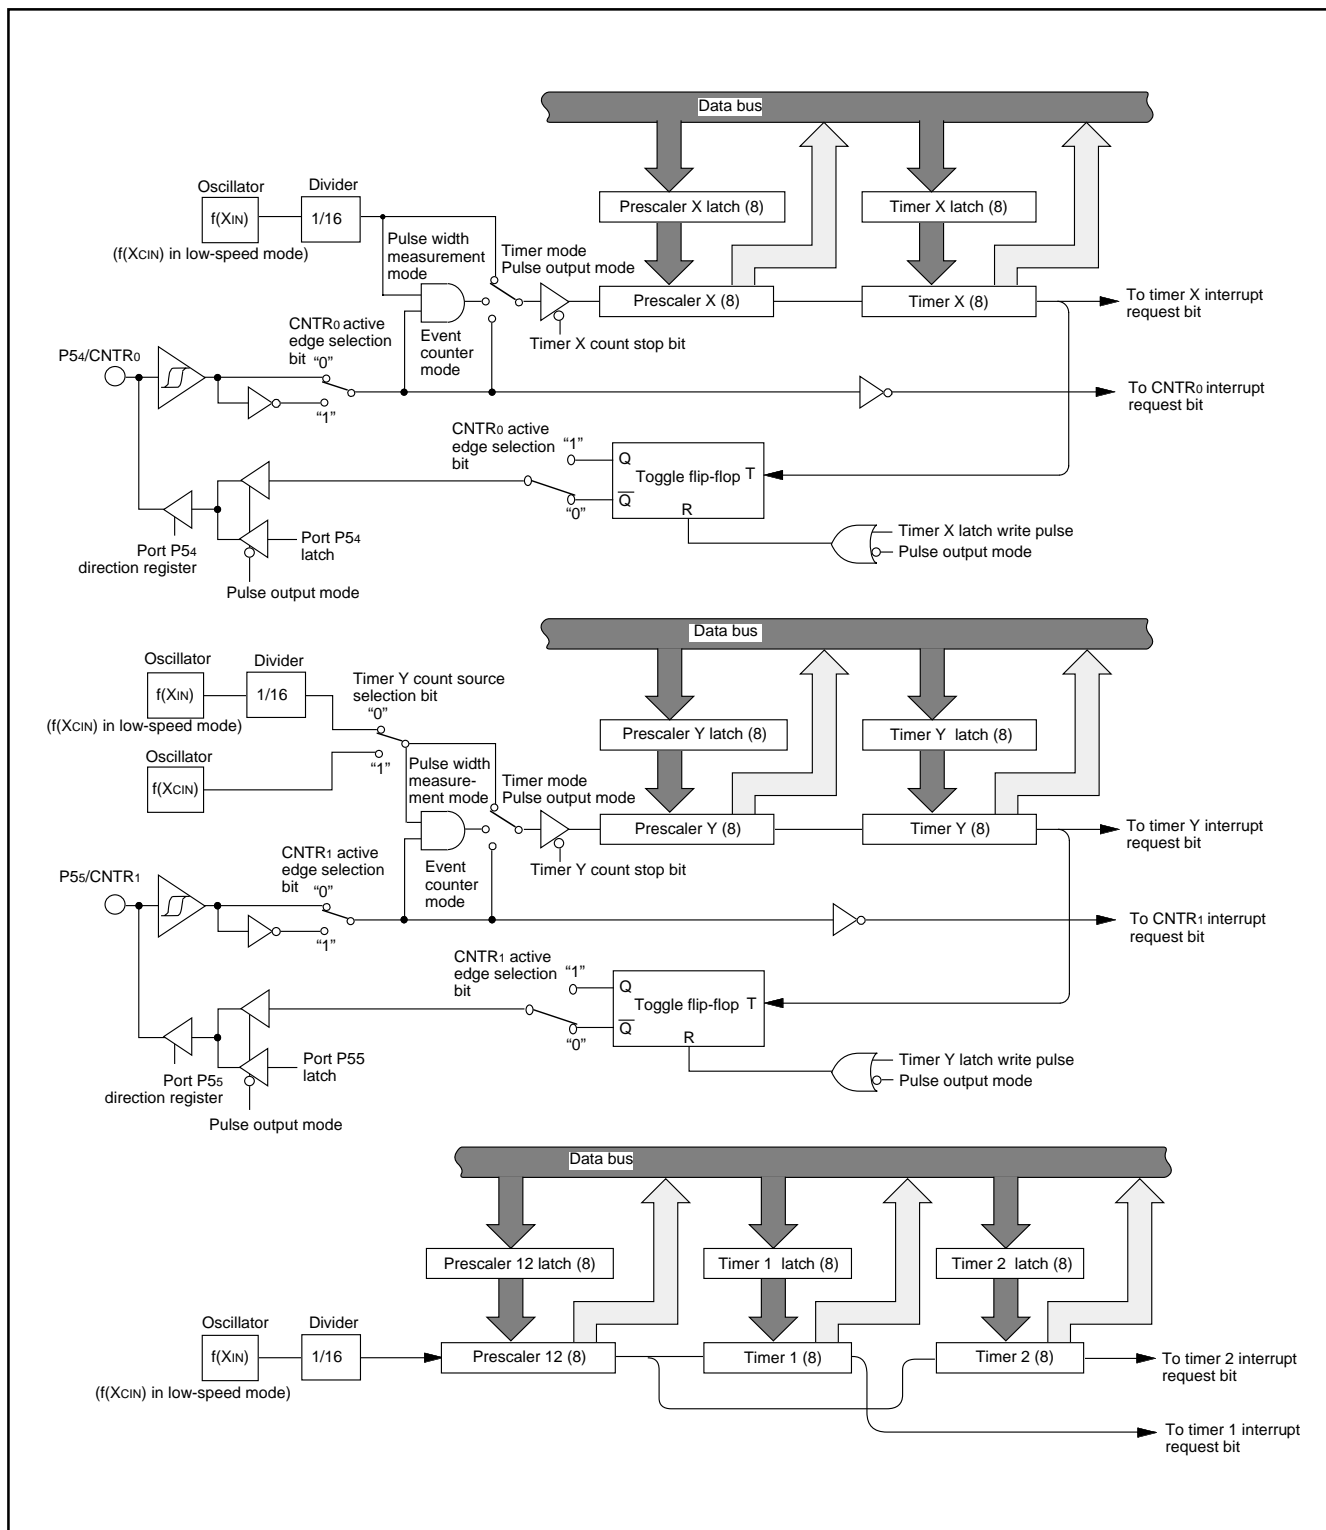 Data bus
Oscillator
Divider
f(XIN)
1/16
(f(XCIN) in low-speed mode)
Prescaler X latch (8)
Timer X latch (8)
Pulse width
measurement
mode
Timer mode
Pulse output mode
Prescaler X (8)
Timer X (8)
To timer X interrupt
request bit
CNTR0 active
edge selection
bit
“0”
Event
counter
mode
Timer X count stop bit
P54/CNTR0
“1”
To CNTR0 interrupt
request bit
CNTR0 active
edge selection
bit
“1”
Q
Toggle flip-flop
T
Q
“0”
R
Timer X latch write pulse
Pulse output mode
Port P54
latch
Port P54
direction register
Pulse output mode
Data bus
Oscillator
Divider
f(XIN)
1/16
(f(XCIN) in low-speed mode)
Timer Y count source
selection bit
“0”
Prescaler Y latch (8)
Timer Y latch (8)
Oscillator
f(XCIN)
“1”
Pulse width
measure-
ment mode
Timer mode
Pulse output mode
Prescaler Y (8)
Timer Y (8)
To timer Y interrupt
request bit
CNTR1 active
edge selection
bit
“0”
Event
counter
mode
Timer Y count stop bit
P55/CNTR1
“1”
To CNTR1 interrupt
request bit
CNTR1 active
edge selection
bit
“1”
Q
Toggle flip-flop
T
Q
“0”
R
Timer Y latch write pulse
Pulse output mode
Port P55
latch
Port P55
direction register
Pulse output mode
Data bus
Prescaler 12 latch (8)
Timer 1 latch (8)
Timer 2 latch (8)
Oscillator
Divider
f(XIN)
1/16
(f(XCIN) in low-speed mode)
Prescaler 12 (8)
Timer 1 (8)
Timer 2 (8)
To timer 2 interrupt
request bit
To timer 1 interrupt
request bit